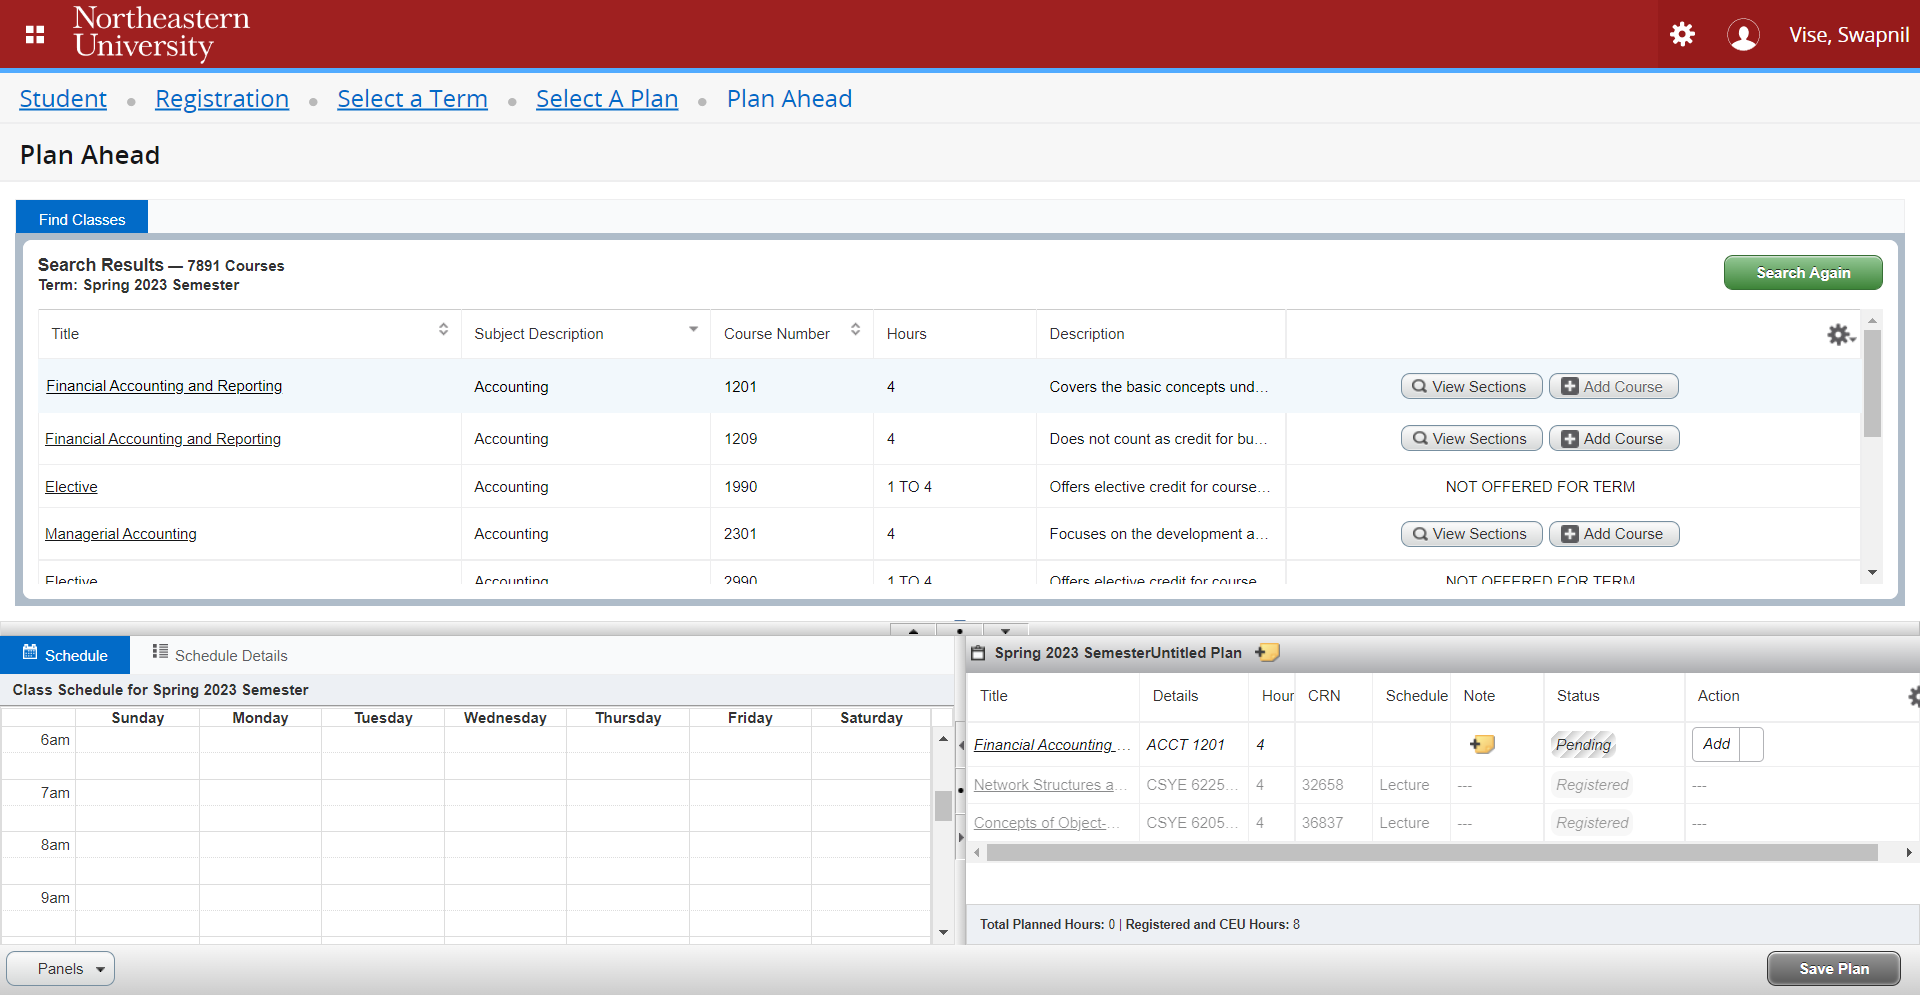 Northeastern
University
Vise, Swapnil
Student Registration Select a Term Select A Plan Plan Ahead
Plan Ahead
Find Classes
Search Results — 7891 Courses
Term: Spring 2023 Semester
Search Again
Title Subject Description Course Number Hours Description
Financial Accounting and Reporting Accounting 1201 4 Covers the basic concepts und... View Sections Add Course
Financial Accounting and Reporting Accounting 1209 4 Does not count as credit for bu... View Sections Add Course
Elective Accounting 1990 1 TO 4 Offers elective credit for course... NOT OFFERED FOR TERM
Managerial Accounting Accounting 2301 4 Focuses on the development a... View Sections Add Course
Elective Accounting 2990 1 TO 4 Offers elective credit for course NOT OFFERED FOR TERM
Schedule Schedule Details
Class Schedule for Spring 2023 Semester
Sunday Monday Tuesday Wednesday Thursday Friday Saturday
6am
7am
8am
9am
Spring 2023 SemesterUntitled Plan
Title Details Hour CRN Schedule Note Status Action
Financial Accounting ... ACCT 1201 4 Pending Add
Network Structures a... CSYE 6225... 4 32658 Lecture --- Registered ---
Concepts of Object-... CSYE 6205... 4 36837 Lecture --- Registered ---
Total Planned Hours: 0 | Registered and CEU Hours: 8
Panels
Save Plan